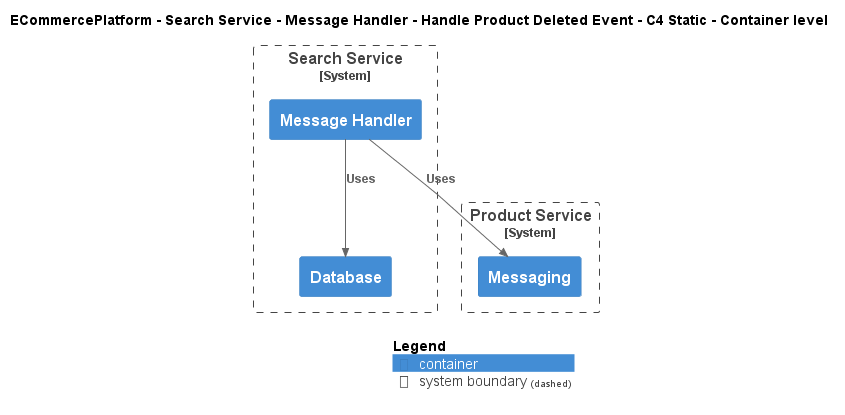 ECommercePlatform - Search Service - Message Handler - Handle Product Deleted Event - C4 Static - Container level
Search Service
[System]
Message Handler
Uses
Uses
Product Service
[System]
Database
Messaging
Legend
container
system boundary (dashed)